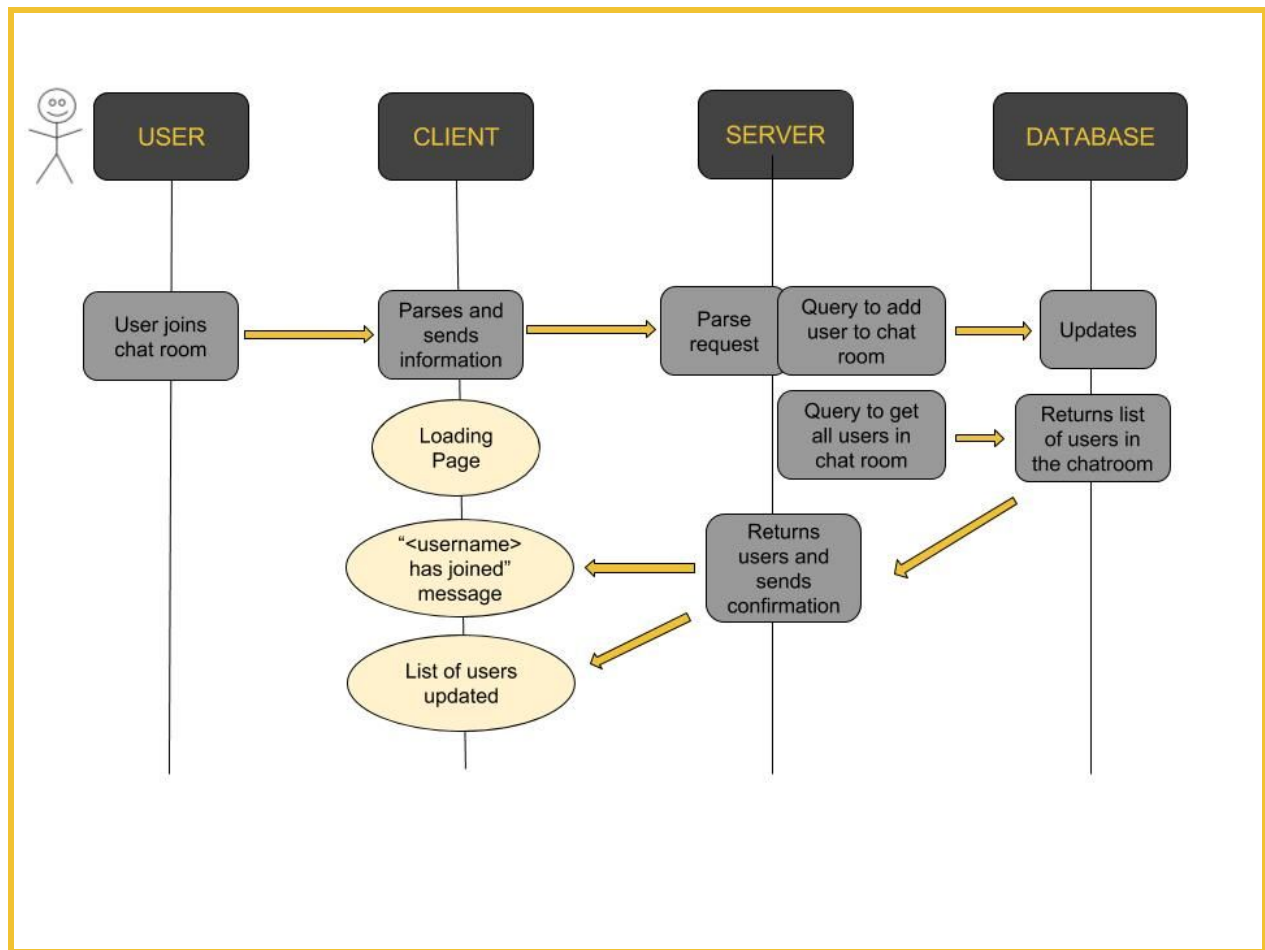 USER
CLIENT
SERVER
DATABASE
User joins
chat room
Parses and
sends
information
Parse
request
Query to add
user to chat
room
Updates
Loading
Page
Query to get
all users in
chat room
Returns list
of users in
the chatroom
“<username>
has joined”
message
Returns
users and
sends
confirmation
List of users
updated